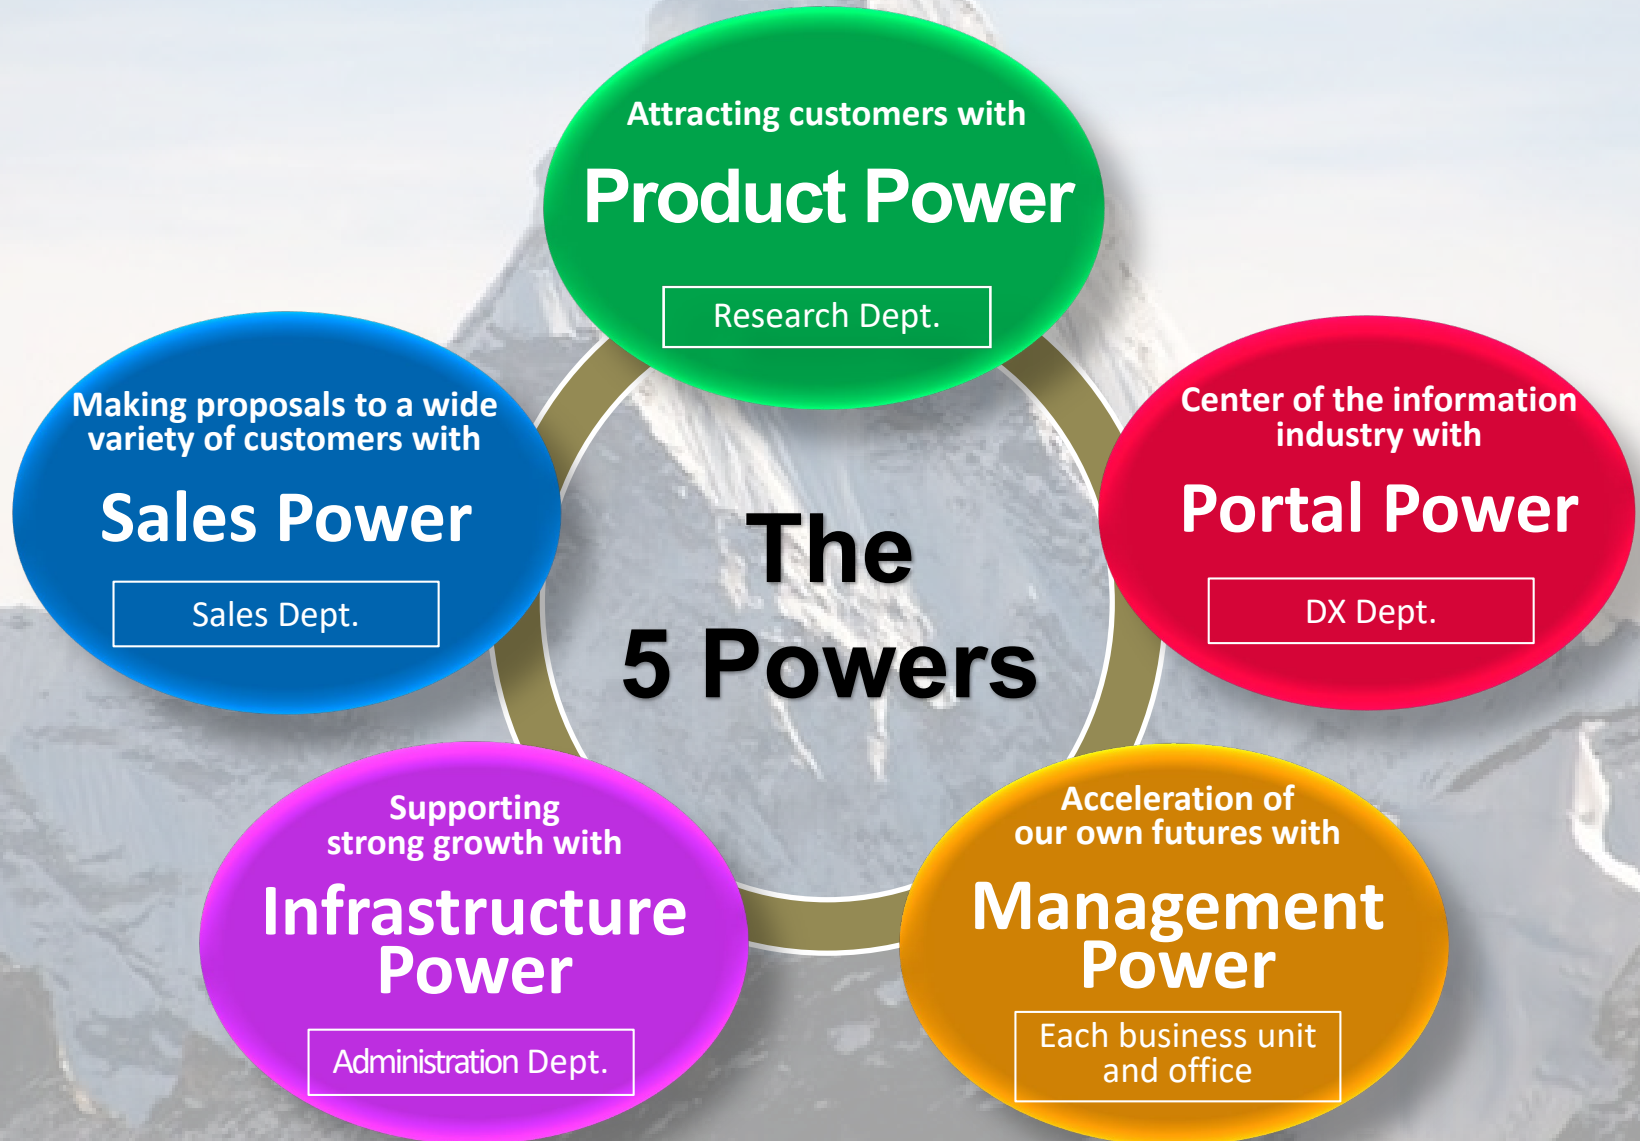 Attracting customers with
Product Power
Research Dept.
Making proposals to a wide
variety of customers with
Sales Power
Sales Dept.
Center of the information
industry with
Portal Power
DX Dept.
The
5 Powers
Supporting
strong growth with
Infrastructure
Power
Administration Dept.
Acceleration of
our own futures with
Management
Power
Each business unit
and office